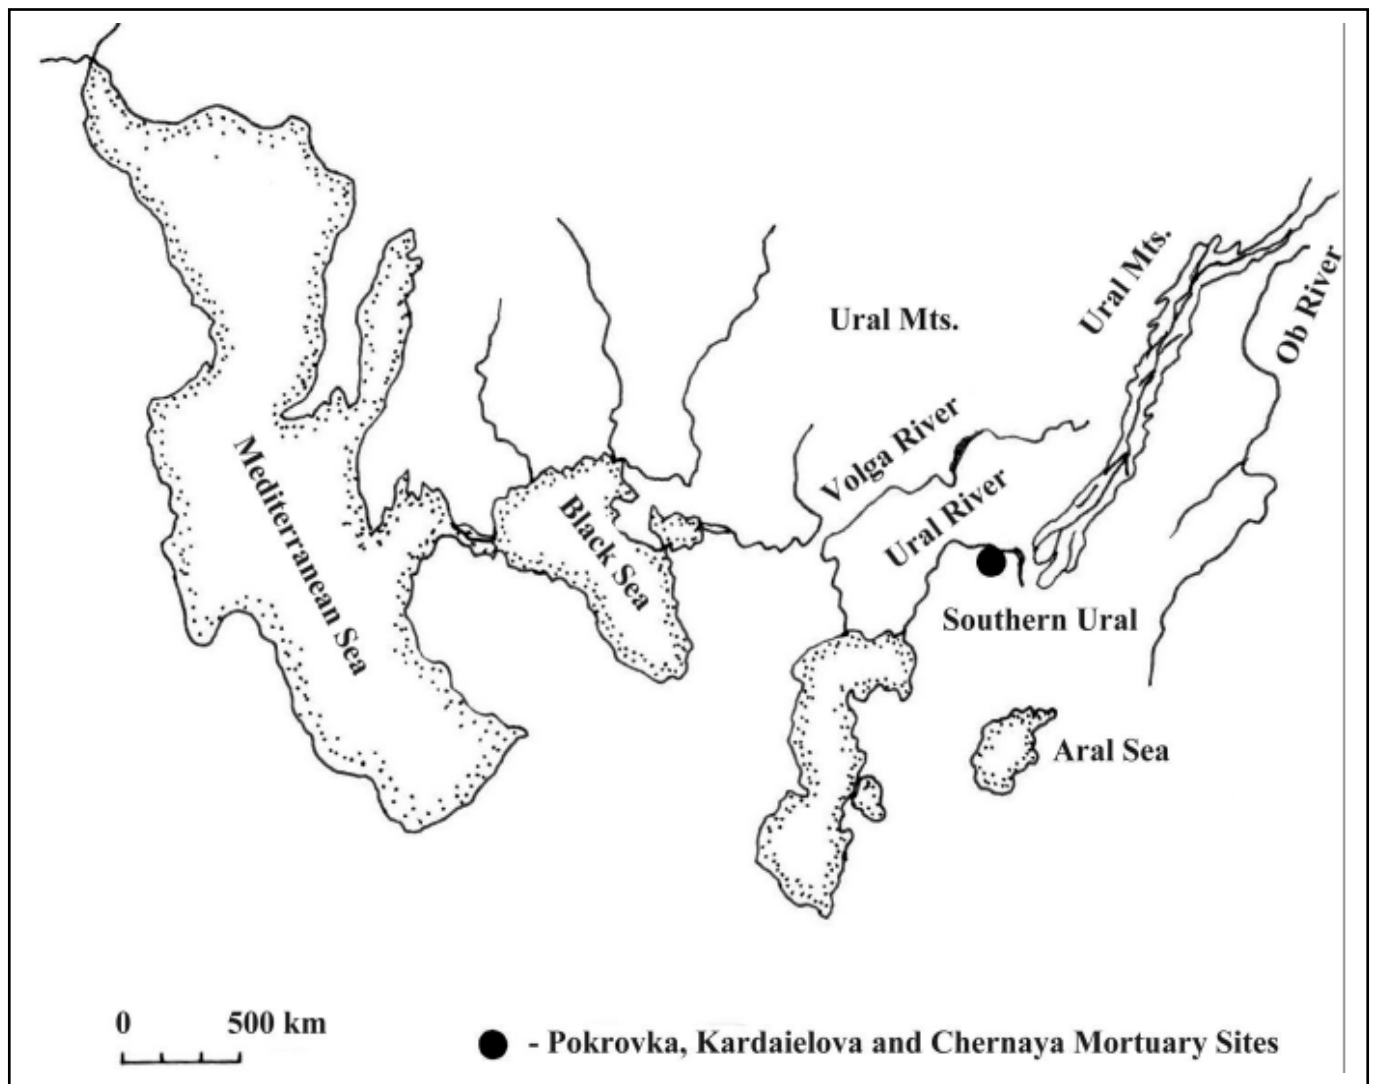 Ural Mts.
Ob River
Ural Mts.
Volga River
Ural River
Mediterranean Sea
Black Sea
Southern Ural
Aral Sea
0 500 km
- Pokrovka, Kardaielova and Chernaya Mortuary Sites